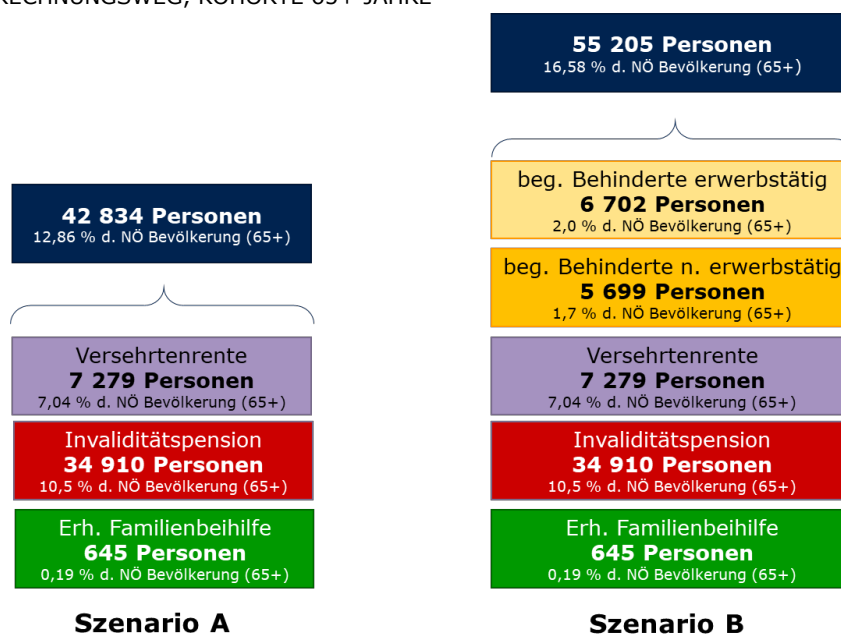 RECHNUNGSWEG, KOHORTE 65+ JAHRE
55 205 Personen
16,58 % d. NÖ Bevölkerung (65+)
beg. Behinderte erwerbstätig
6 702 Personen
2,0 % d. NÖ Bevölkerung (65+)
42 834 Personen
12,86 % d. NÖ Bevölkerung (65+)
beg. Behinderte n. erwerbstätig
5 699 Personen
1,7 % d. NÖ Bevölkerung (65+)
Versehrtenrente
7 279 Personen
7,04 % d. NÖ Bevölkerung (65+)
Versehrtenrente
7 279 Personen
7,04 % d. NÖ Bevölkerung (65+)
Invaliditätspension
34 910 Personen
10,5 % d. NÖ Bevölkerung (65+)
Invaliditätspension
34 910 Personen
10,5 % d. NÖ Bevölkerung (65+)
Erh. Familienbeihilfe
645 Personen
0,19 % d. NÖ Bevölkerung (65+)
Erh. Familienbeihilfe
645 Personen
0,19 % d. NÖ Bevölkerung (65+)
Szenario A
Szenario B